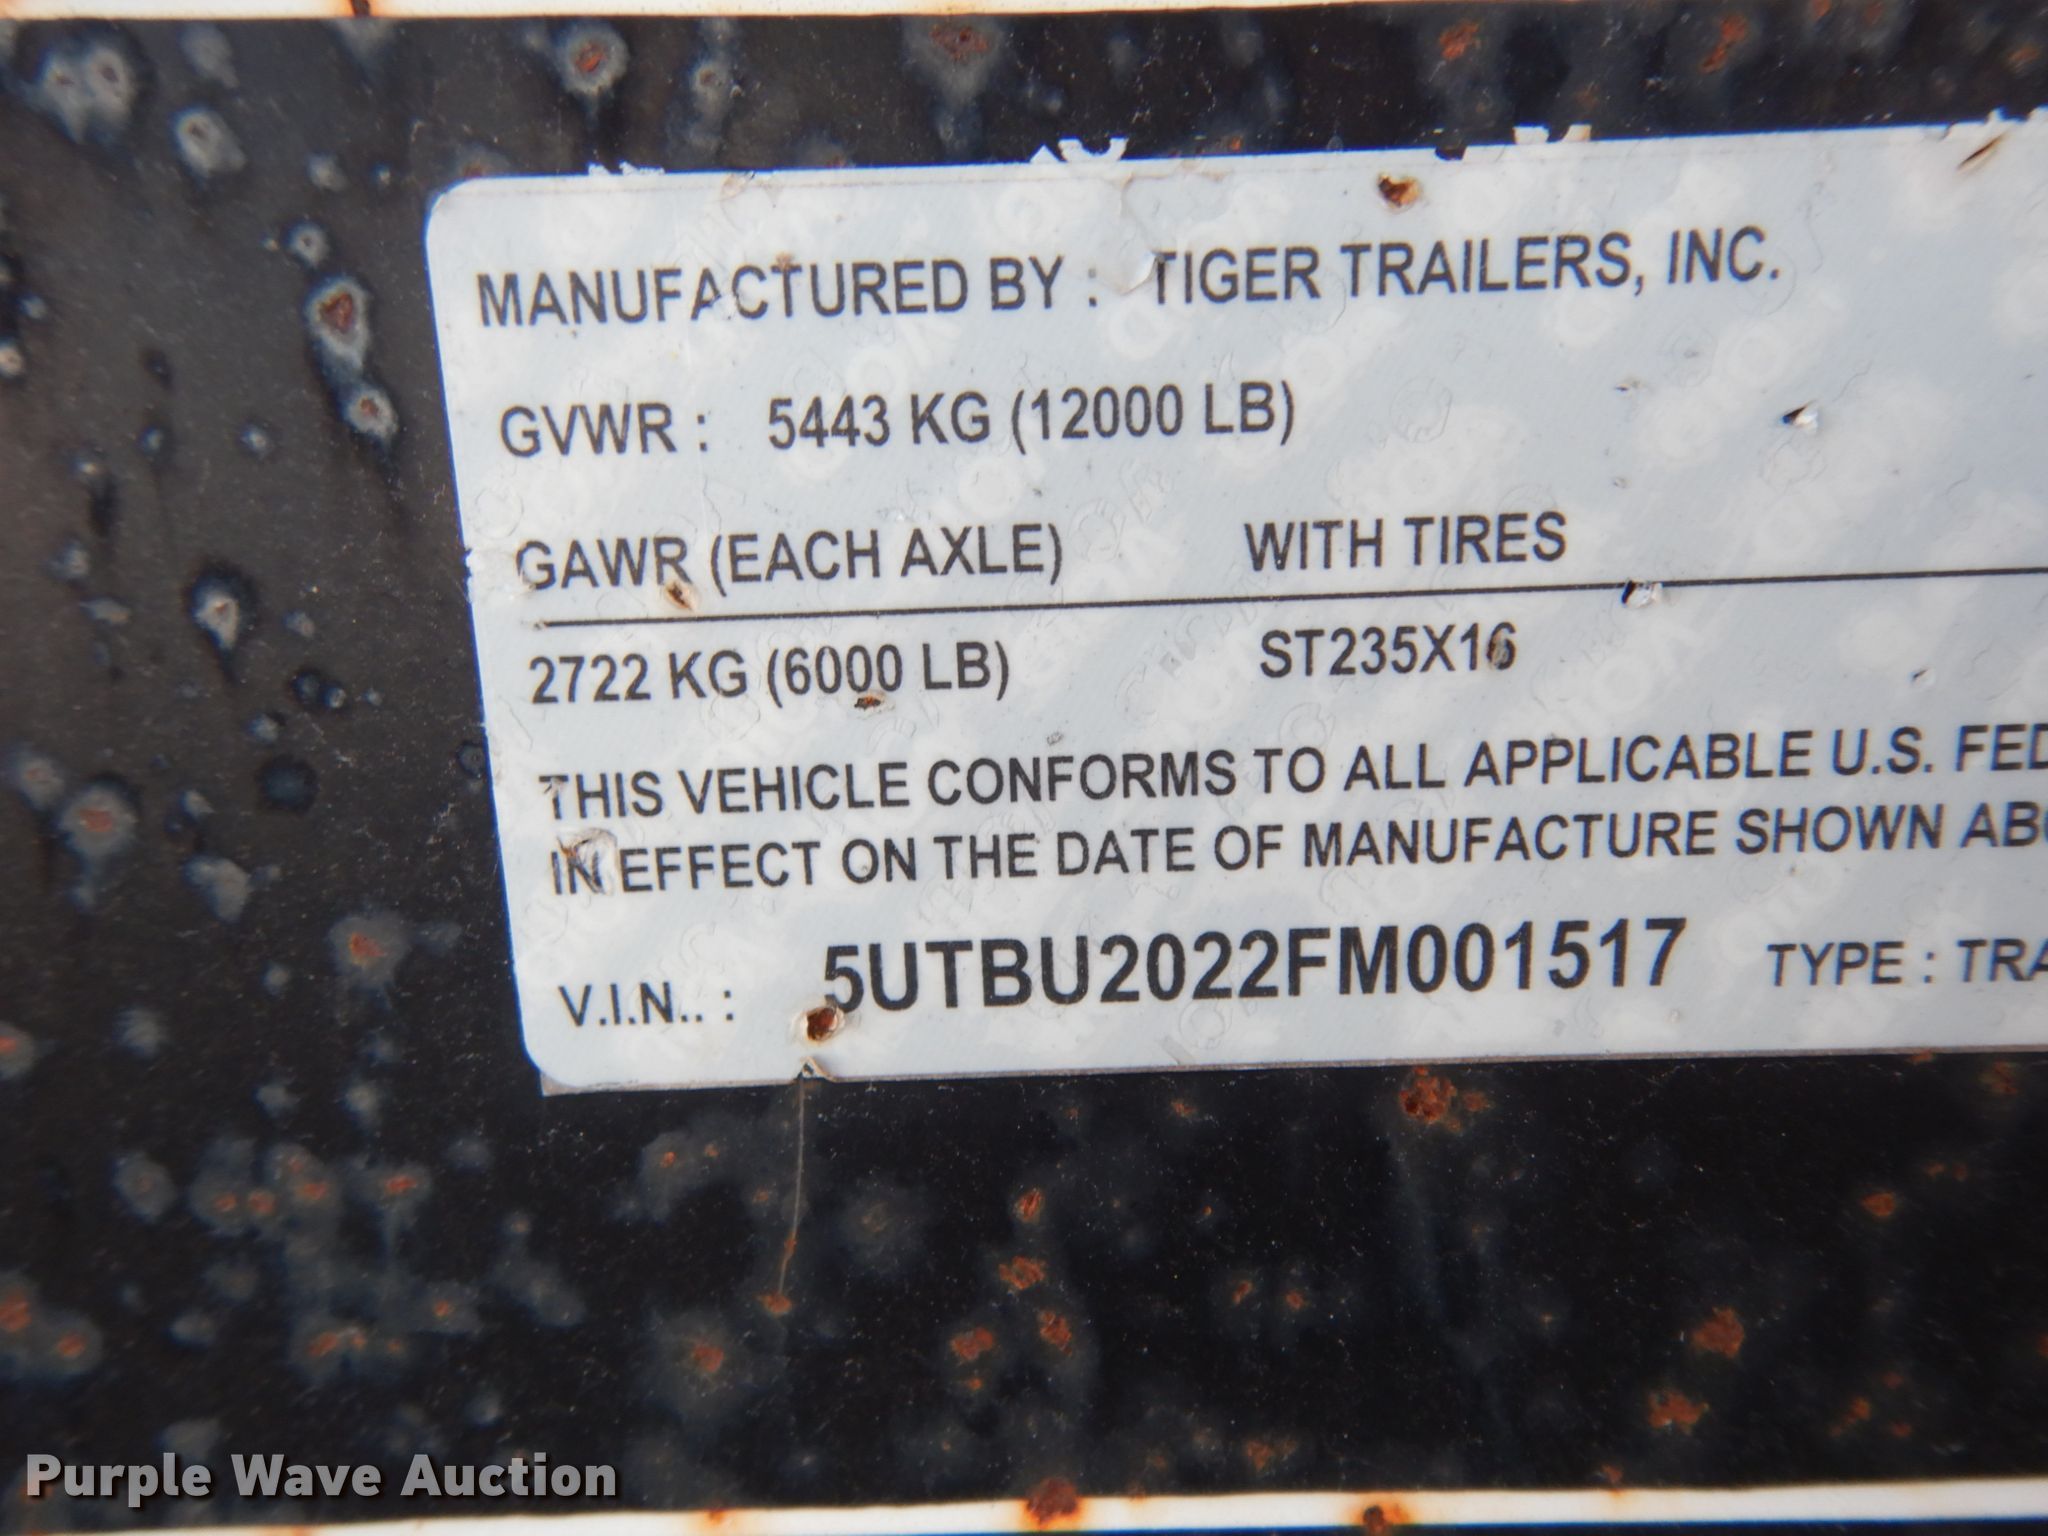 MANUFACTURED BY : TIGER TRAILERS, INC.
GVWR : 5443 KG (12000 LB)
GAWR (EACH AXLE) WITH TIRES
2722 KG (6000 LB) ST235X16
THIS VEHICLE CONFORMS TO ALL APPLICABLE U.S. FED
IN EFFECT ON THE DATE OF MANUFACTURE SHOWN AB
V.I.N.. : 5UTBU2022FM001517 TYPE : TRA
Purple Wave Auction